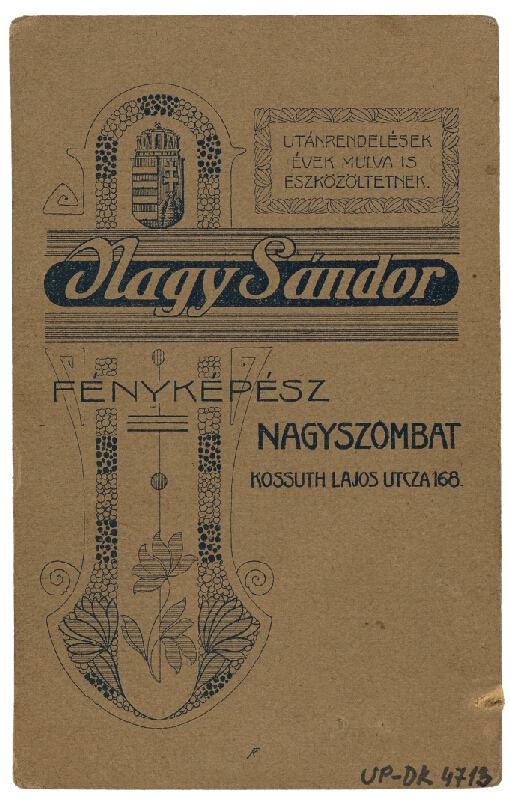 UTÁNRENDELÉSEK
ÉVEK MULVA IS
ESZKÖZÖLTETNEK.
Nagy Sándor
FÉNYKÉPÉSZ
NAGYSZOMBAT
KOSSUTH LAJOS UTCZA 168.
UP-DK 4713